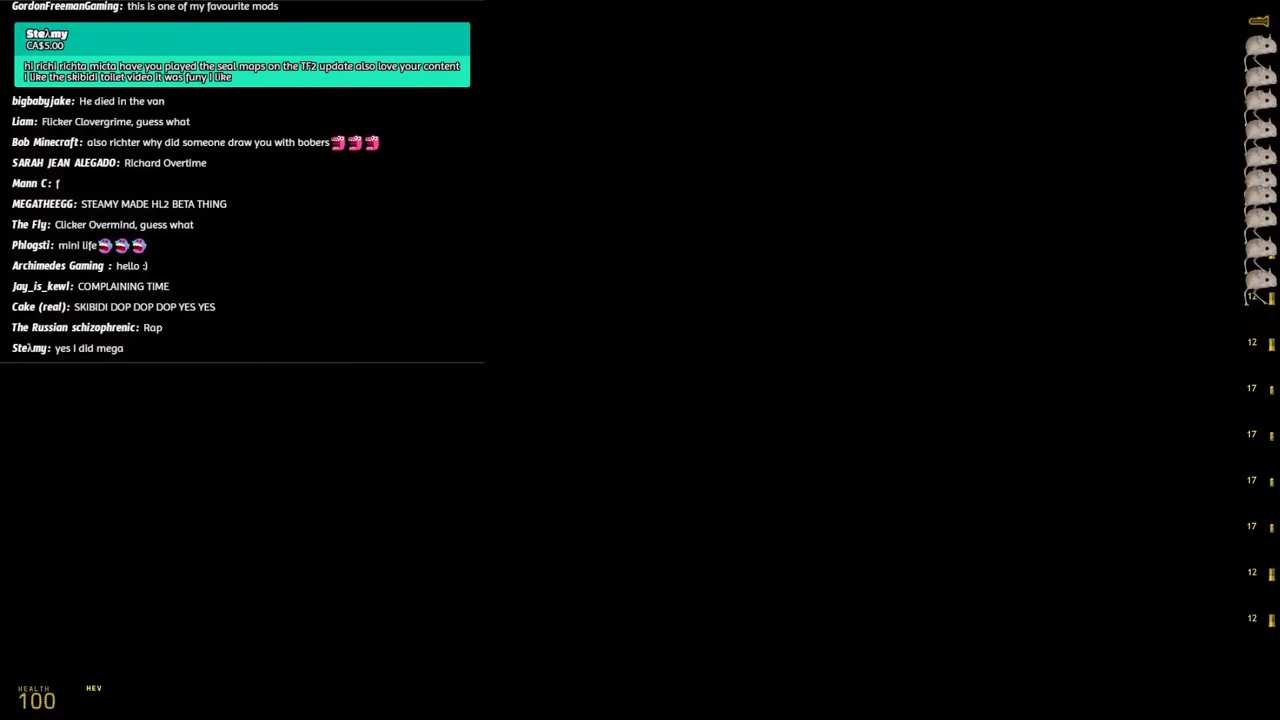 GordonFreemanGaming: this is one of my favourite mods
Steλmy
CA$5.00
hi richi richta micta have you played the seal maps on the TF2 update also love your content
I like the skibidi toilet video it was funy I like
bigbabyjake: He died in the van
Liam: Flicker Clovergrime, guess what
Bob Minecraft: also richter why did someone draw you with bobers
SARAH JEAN ALEGADO: Richard Overtime
Mann C: f
MEGATHEEGG: STEAMY MADE HL2 BETA THING
The Fly: Clicker Overmind, guess what
Phlogsti: mini life
Archimedes Gaming : hello :)
Jay_is_kewl: COMPLAINING TIME
Cake (real): SKIBIDI DOP DOP DOP YES YES
The Russian schizophrenic: Rap
Steλmy: yes I did mega
12
12
17
17
17
17
12
12
HEALTH
100
HEV